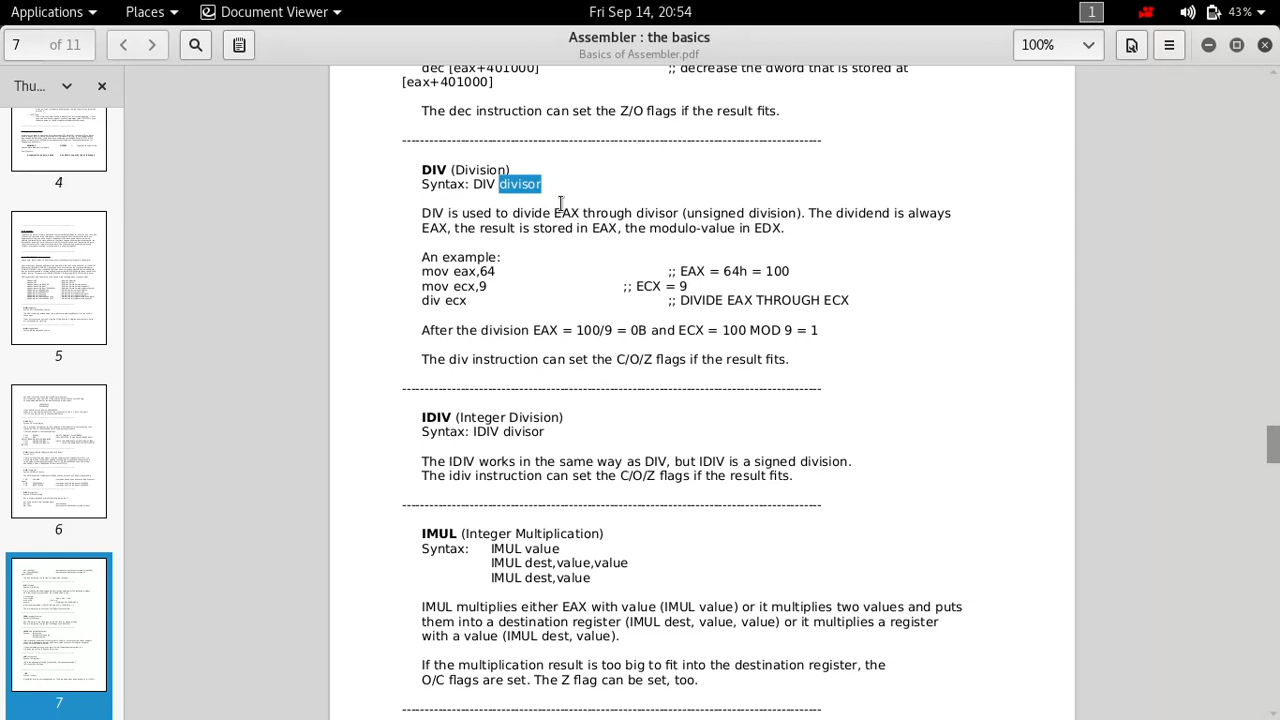 Applications Places Document Viewer Fri Sep 14, 20:54 1 43%
7 of 11 Assembler : the basics 100%
Basics of Assembler.pdf
Thu...
4
5
6
7
dec [eax+401000] ;; decrease the dword that is stored at
[eax+401000]
The dec instruction can set the Z/O flags if the result fits.
--------------------------------------------------------------------------------------------
DIV (Division)
Syntax: DIV divisor
DIV is used to divide EAX through divisor (unsigned division). The dividend is always
EAX, the result is stored in EAX, the modulo-value in EDX.
An example:
mov eax,64 ;; EAX = 64h = 100
mov ecx,9 ;; ECX = 9
div ecx ;; DIVIDE EAX THROUGH ECX
After the division EAX = 100/9 = 0B and ECX = 100 MOD 9 = 1
The div instruction can set the C/O/Z flags if the result fits.
--------------------------------------------------------------------------------------------
IDIV (Integer Division)
Syntax: IDIV divisor
The IDIV works in the same way as DIV, but IDIV is a signed division.
The idiv instruction can set the C/O/Z flags if the result fits.
--------------------------------------------------------------------------------------------
IMUL (Integer Multiplication)
Syntax: IMUL value
IMUL dest,value,value
IMUL dest,value
IMUL multiplies either EAX with value (IMUL value) or it multiplies two values and puts
them into a destination register (IMUL dest, value, value) or it multiplies a register
with a value (IMUL dest, value).
If the multiplication result is too big to fit into the destination register, the
O/C flags are set. The Z flag can be set, too.
--------------------------------------------------------------------------------------------